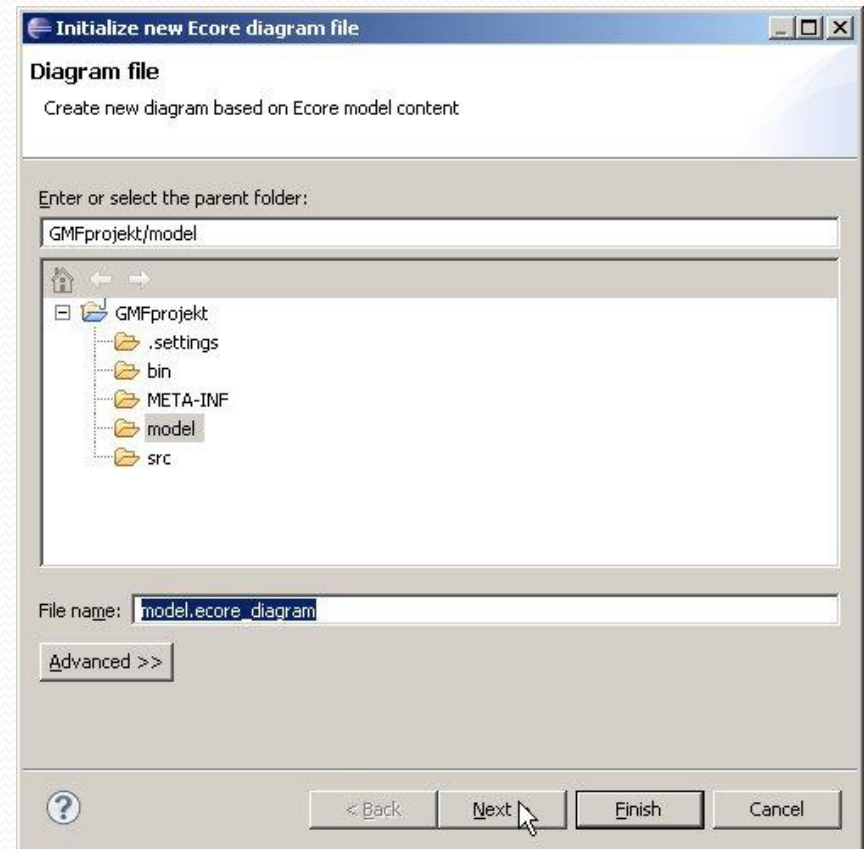 Initialize new Ecore diagram file
Diagram file
Create new diagram based on Ecore model content
Enter or select the parent folder:
GMFprojekt/model
GMFprojekt
.settings
bin
META-INF
model
src
File name: model.ecore_diagram
Advanced >>
? < Back Next Finish Cancel